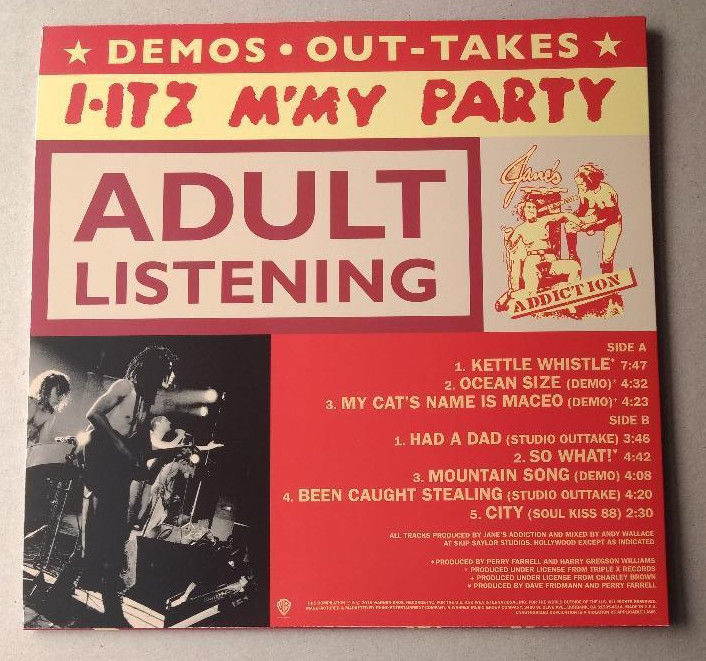 ★ DEMOS • OUT-TAKES ★
I-ITZ M'MY PARTY
ADULT
LISTENING
Jane's
ADDICTION
SIDE A
1. KETTLE WHISTLE* 7:47
2. OCEAN SIZE (DEMO)+ 4:32
3. MY CAT'S NAME IS MACEO (DEMO)+ 4:23
SIDE B
1. HAD A DAD (STUDIO OUTTAKE) 3:46
2. SO WHAT!* 4:42
3. MOUNTAIN SONG (DEMO) 4:08
4. BEEN CAUGHT STEALING (STUDIO OUTTAKE) 4:20
5. CITY (SOUL KISS 88) 2:30
ALL TRACKS PRODUCED BY JANE'S ADDICTION AND MIXED BY ANDY WALLACE
AT SKIP SAYLOR STUDIOS, HOLLYWOOD EXCEPT AS INDICATED
PRODUCED BY PERRY FARRELL AND HARRY GREGSON WILLIAMS
PRODUCED UNDER LICENSE FROM TRIPLE X RECORDS
PRODUCED UNDER LICENSE FROM CHARLEY BROWN
PRODUCED BY DAVE FRIDMANN AND PERRY FARRELL